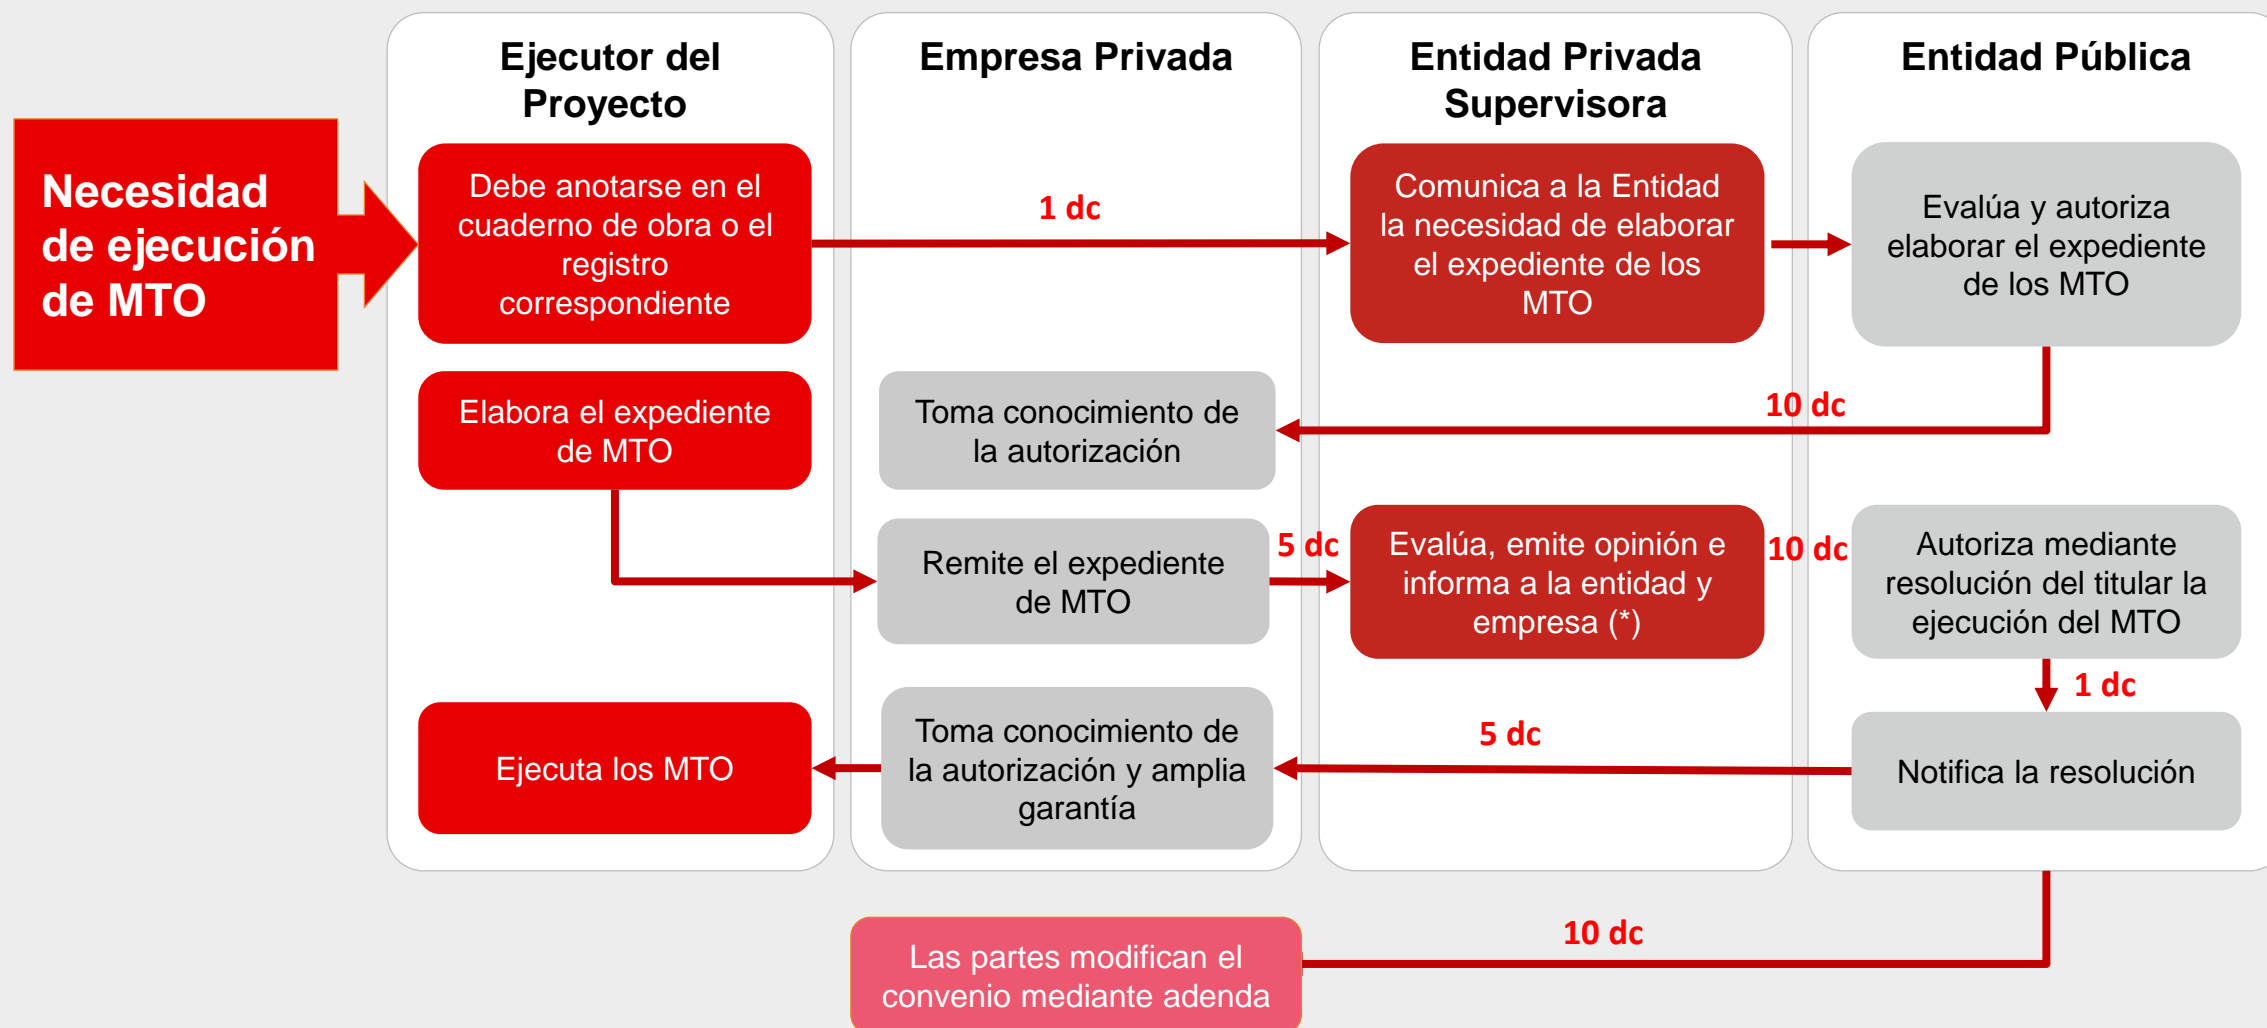 Necesidad
de ejecución
de MTO
Ejecutor del
Proyecto
Empresa Privada
Entidad Privada
Supervisora
Entidad Pública
Debe anotarse en el
cuaderno de obra o el
registro
correspondiente
1 dc
Comunica a la Entidad
la necesidad de elaborar
el expediente de los
MTO
Evalúa y autoriza
elaborar el expediente
de los MTO
Elabora el expediente
de MTO
Toma conocimiento de
la autorización
10 dc
Remite el expediente
de MTO
5 dc
Evalúa, emite opinión e
informa a la entidad y
empresa (*)
10 dc
Autoriza mediante
resolución del titular la
ejecución del MTO
1 dc
Ejecuta los MTO
Toma conocimiento de
la autorización y amplia
garantía
5 dc
Notifica la resolución
Las partes modifican el
convenio mediante adenda
10 dc